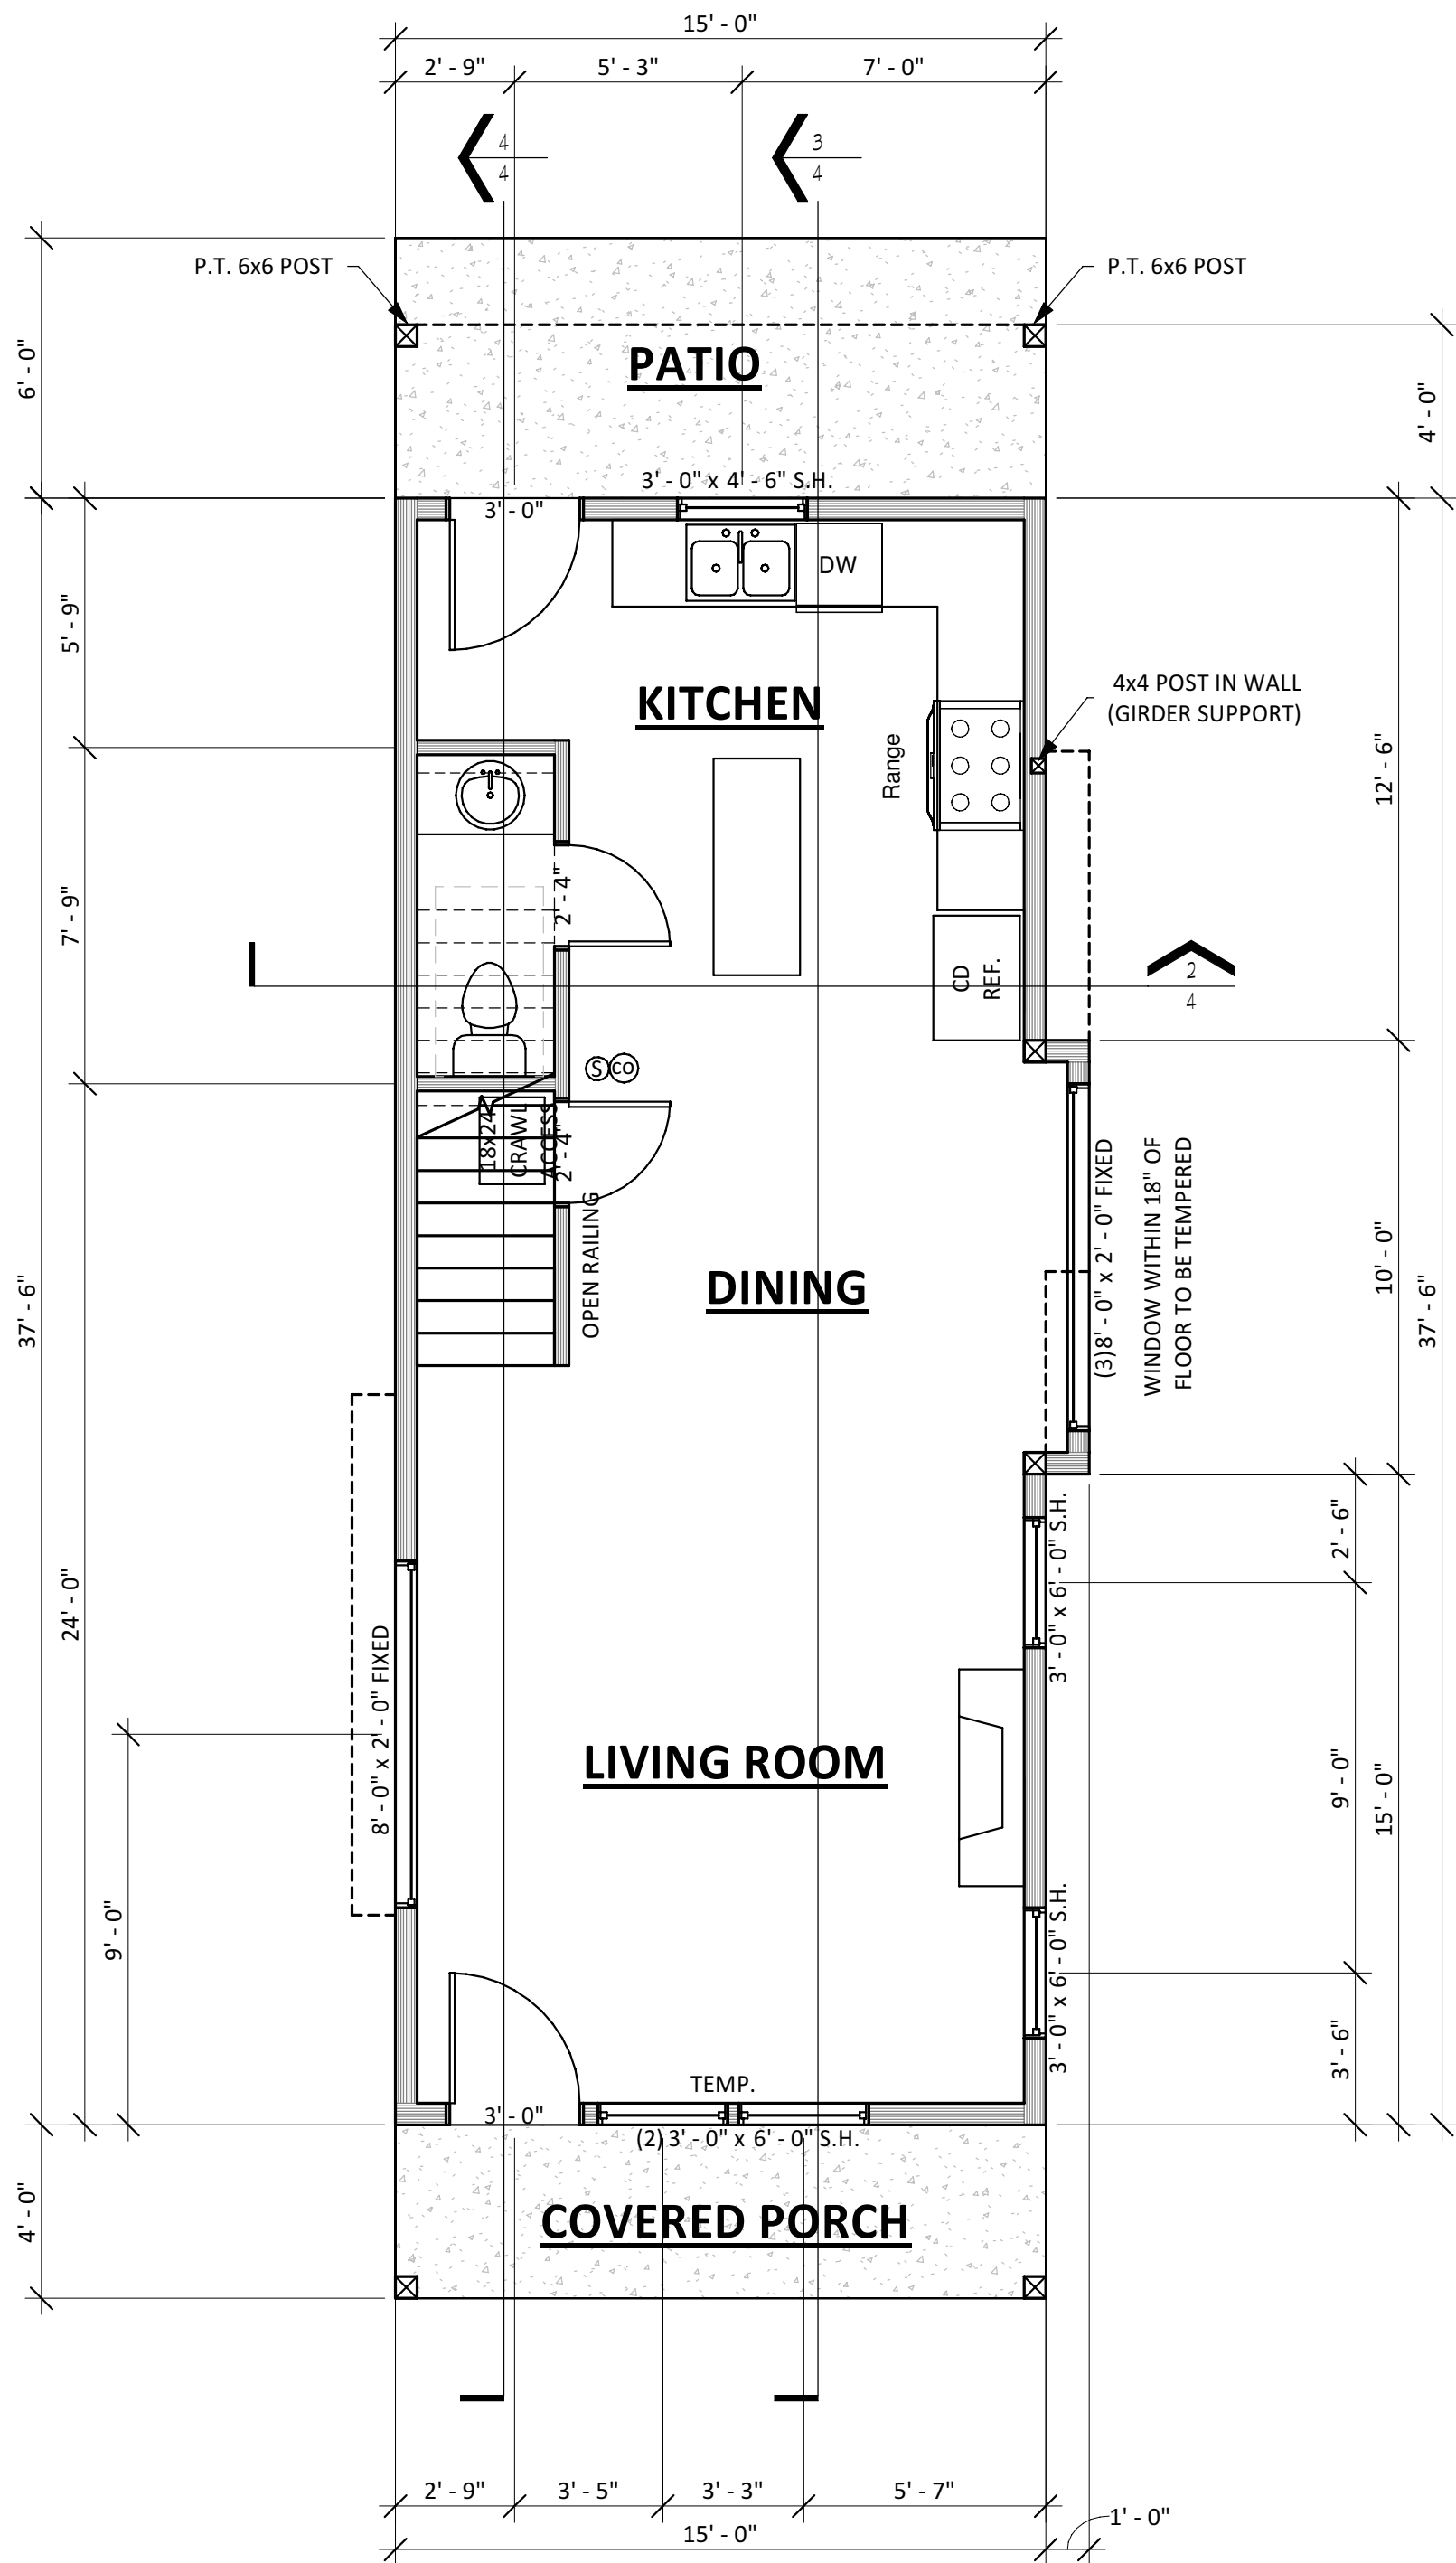 15' - 0"
2' - 9"
5' - 3"
7' - 0"
4
4
3
4
P.T. 6x6 POST
P.T. 6x6 POST
6' - 0"
4' - 0"
PATIO
3' - 0" x 4' - 6" S.H.
3' - 0"
DW
5' - 9"
KITCHEN
4x4 POST IN WALL
(GIRDER SUPPORT)
Range
12' - 6"
2' - 4"
7' - 9"
CD
REF.
2
4
S
CO
18x24
CRAWL
ACCESS
2' - 4"
OPEN RAILING
DINING
(3)8' - 0" x 2' - 0" FIXED
WINDOW WITHIN 18" OF
FLOOR TO BE TEMPERED
10' - 0"
37' - 6"
37' - 6"
24' - 0"
3' - 0" x 6' - 0" S.H.
2' - 6"
8' - 0" x 2' - 0" FIXED
LIVING ROOM
9' - 0"
15' - 0"
9' - 0"
3' - 0" x 6' - 0" S.H.
3' - 6"
TEMP.
3' - 0"
(2) 3' - 0" x 6' - 0" S.H.
4' - 0"
COVERED PORCH
2' - 9"
3' - 5"
3' - 3"
5' - 7"
1' - 0"
15' - 0"